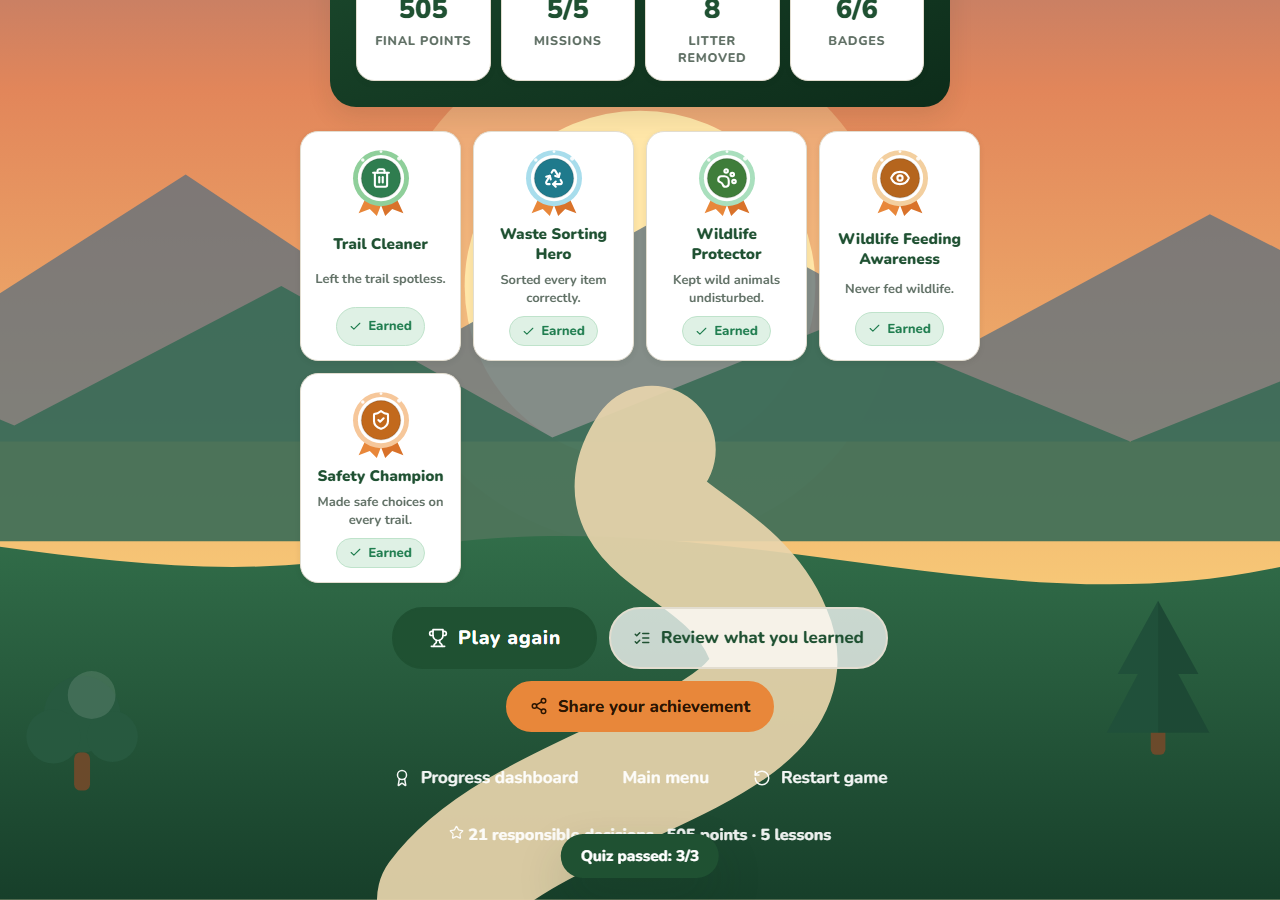 505
FINAL POINTS
5/5
MISSIONS
8
LITTER
REMOVED
6/6
BADGES
Trail Cleaner
Left the trail spotless.
Earned
Waste Sorting
Hero
Sorted every item
correctly.
Earned
Wildlife
Protector
Kept wild animals
undisturbed.
Earned
Wildlife Feeding
Awareness
Never fed wildlife.
Earned
Safety Champion
Made safe choices on
every trail.
Earned
Play again
Review what you learned
Share your achievement
Progress dashboard
Main menu
Restart game
21 responsible decisions · 505 points · 5 lessons
Quiz passed: 3/3